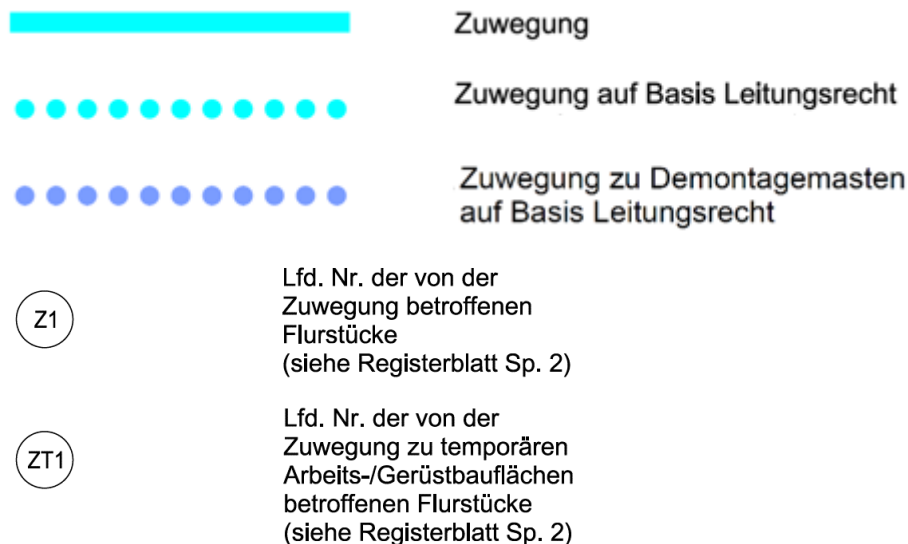 Zuwegung
Zuwegung auf Basis Leitungsrecht
Zuwegung zu Demontagemasten
auf Basis Leitungsrecht
Z1
Lfd. Nr. der von der
Zuwegung betroffenen
Flurstücke
(siehe Registerblatt Sp. 2)
ZT1
Lfd. Nr. der von der
Zuwegung zu temporären
Arbeits-/Gerüstbauflächen
betroffenen Flurstücke
(siehe Registerblatt Sp. 2)